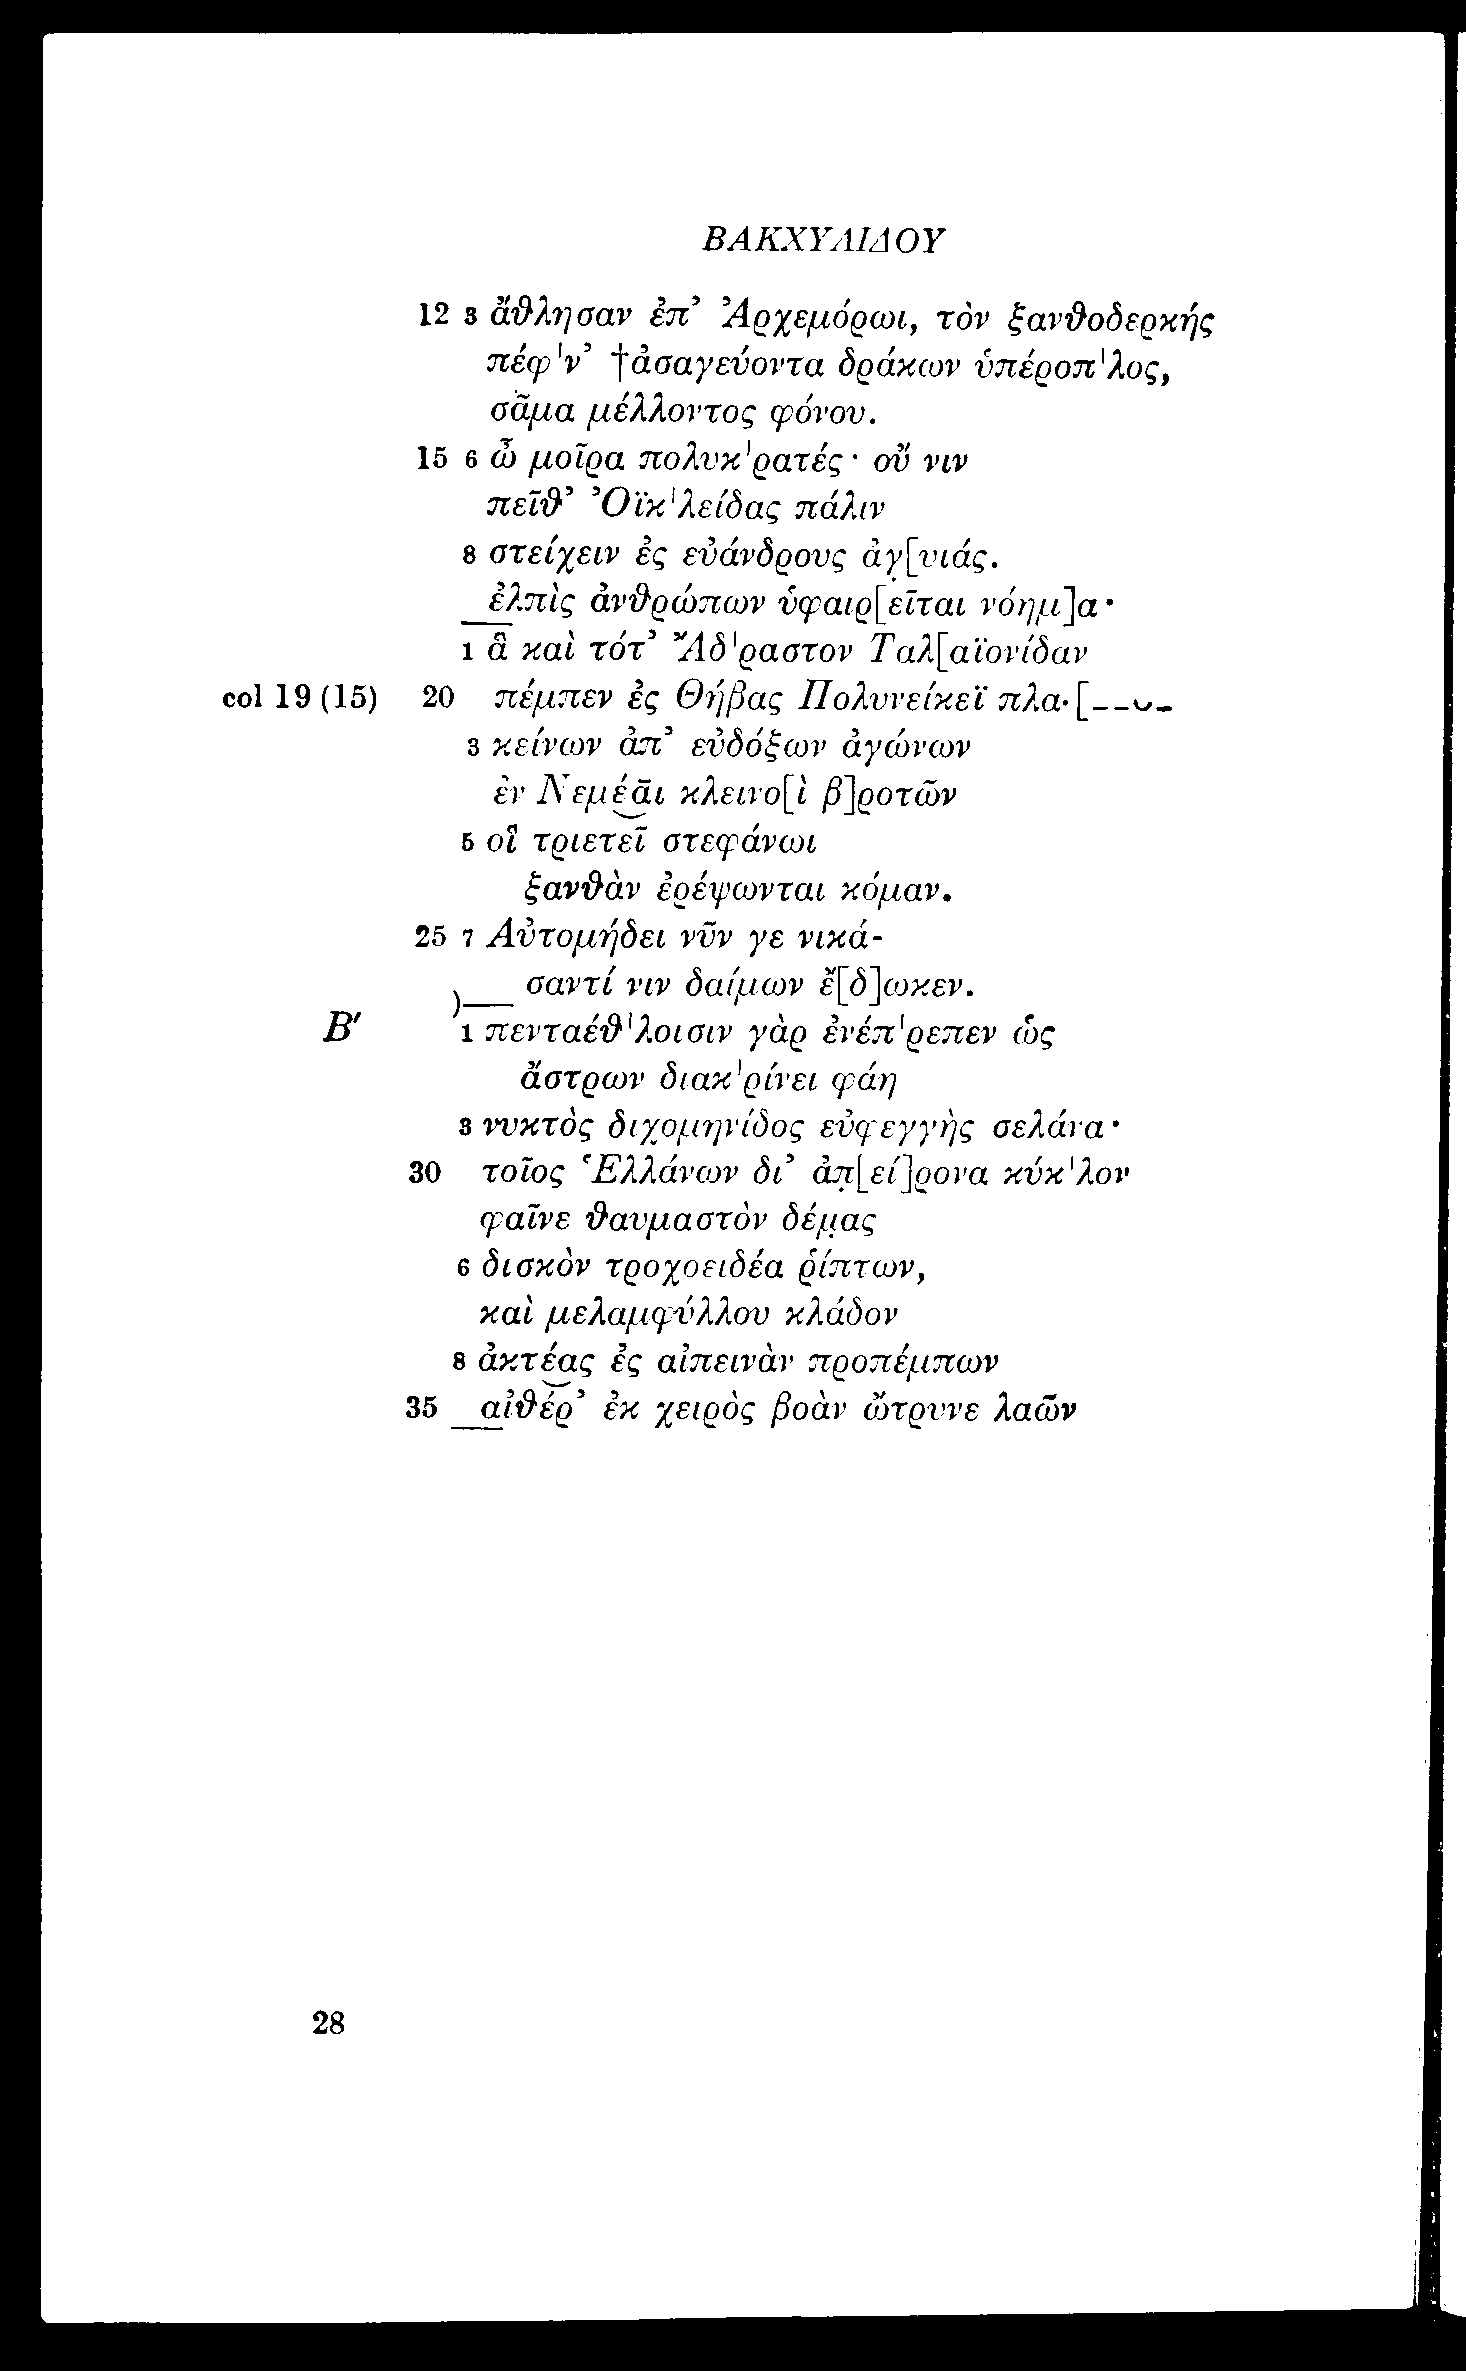 ΒΑΚΧΥΛΙΔΟΥ
12 3 ἄθλησαν ἐπ’ Ἀρχεμόρωι, τὸν ξανθοδερκής
πέφ'ν’ †ἀσαγεύοντα δράκων ὑπέροπ'λος,
σᾶμα μέλλοντος φόνου.
15 6 ὦ μοῖρα πολυκ'ρατές· οὔ νιν
πεῖθ’ Ὀϊκ'λείδας πάλιν
8 στείχειν ἐς εὐάνδρους ἀγ̣[υιάς.
ἐλπὶς ἀνθρώπων ὑφαιρ[εῖται νόημ]α·
1 ἃ καὶ τότ’ Ἄδ'ραστον Ταλ[αϊονίδαν
col 19 (15) 20 πέμπεν ἐς Θήβας Πολυνείκεϊ πλα·[––⏑–
3 κείνων ἀπ’ εὐδόξων ἀγώνων
ἐν Νεμέ͜αι κλεινο[ὶ β]ροτῶν
5 οἳ τριετεῖ στεφάνωι
ξανθὰν ἐρέψωνται κόμαν.
25 7 Αὐτομήδει νῦν γε νικά-
)__ σαντί νιν δαίμων ἔ[δ]ωκεν.
Β′ 1 πενταέθ'λοισιν γὰρ ἐνέπ'ρεπεν ὡς
ἄστρων διακ'ρίνει φάη
3 νυκτὸς διχομηνίδος εὐφεγγὴς σελάνα·
30 τοῖος Ἑλλάνων δι’ ἀπ̣[εί]ρονα κύκ'λον
φαῖνε θαυμαστὸν δέμ̣ας
6 δισκὸν τροχοειδέα ῥίπτων,
καὶ μελαμφύλλου κλάδον
8 ἀκτέ͜ας ἐς αἰπεινὰν προπέμπων
35 αἰθέρ’ ἐκ χειρὸς βοὰν ὤτρυνε λαῶν
28